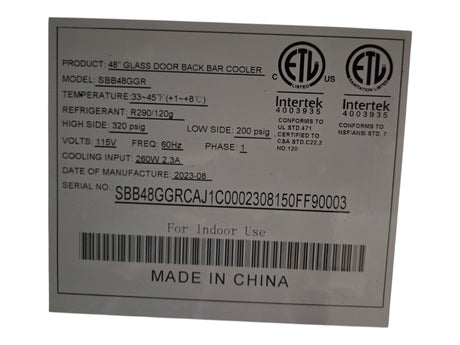 PRODUCT: 48" GLASS DOOR BACK BAR COOLER
MODEL: SBB48GGR
TEMPERATURE: 33~45℉ (+1~+8℃)
REFRIGERANT: R290/120g
HIGH SIDE: 320 psig LOW SIDE: 200 psig
VOLTS: 115V FREQ: 60Hz PHASE: 1
COOLING INPUT: 260W 2.3A
DATE OF MANUFACTURE: 2023-08
SERIAL NO.: SBB48GGRCAJ1C0002308150FF90003
C ETL LISTED US
Intertek
4003935
CONFORMS TO
UL STD.471
CERTIFIED TO
CSA STD.C22.2
NO.120
ETL SANITATION LISTED
Intertek
4003935
CONFORMS TO
NSF/ANSI STD. 7
For Indoor Use
MADE IN CHINA